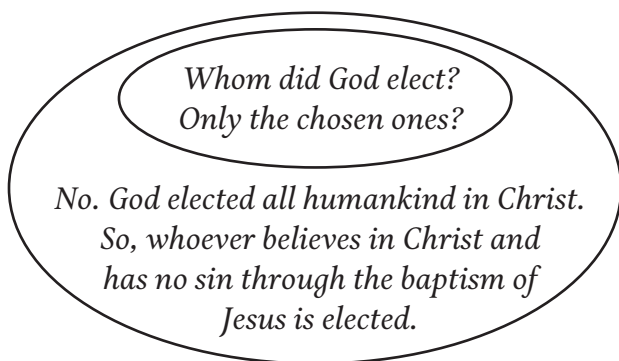 Whom did God elect?
Only the chosen ones?
No. God elected all humankind in Christ.
So, whoever believes in Christ and
has no sin through the baptism of
Jesus is elected.